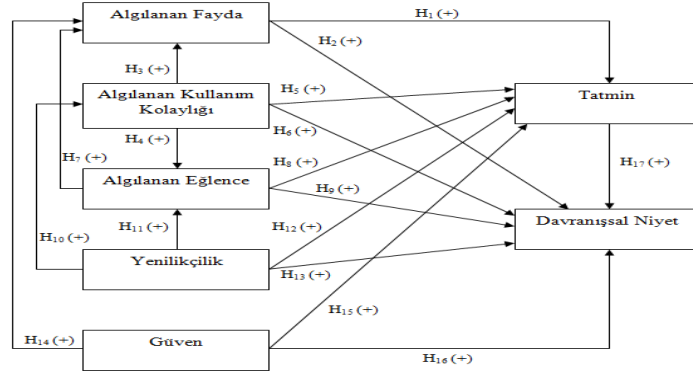 Algılanan Fayda
H1 (+)
H2 (+)
H3 (+)
Algılanan Kullanım
Kolaylığı
H5 (+)
Tatmin
H4 (+)
H6 (+)
H7 (+)
H8 (+)
H17 (+)
Algılanan Eğlence
H9 (+)
Davranışsal Niyet
H10 (+)
H11 (+)
H12 (+)
Yenilikçilik
H13 (+)
H15 (+)
H14 (+)
Güven
H16 (+)